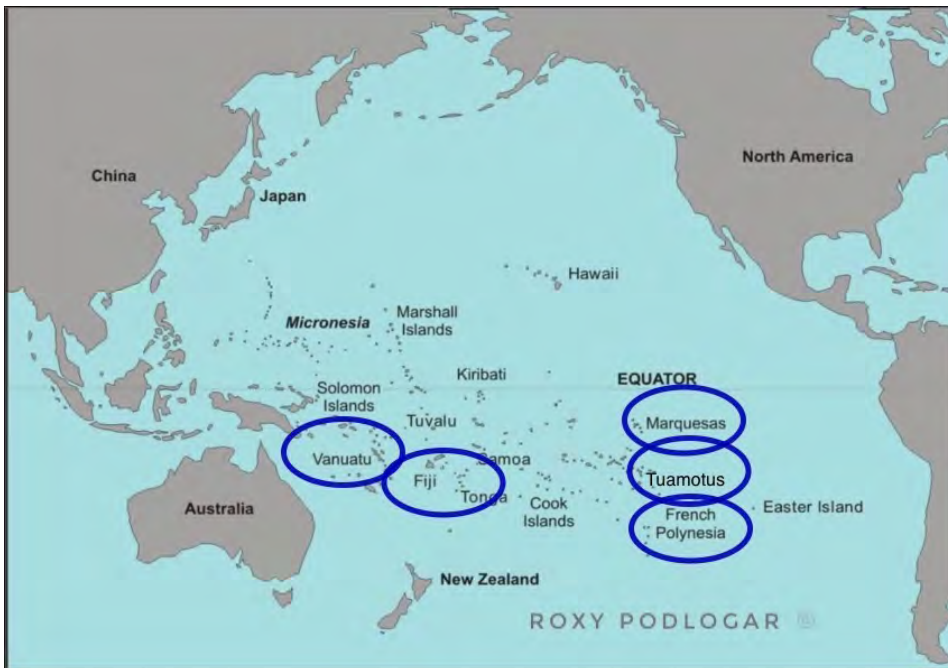 North America
China
Japan
Hawaii
Micronesia
Marshall
Islands
Kiribati
EQUATOR
Solomon
Islands
Tuvalu
Marquesas
Vanuatu
Samoa
Fiji
Tuamotus
Tonga
Cook
Islands
Easter Island
Australia
French
Polynesia
New Zealand
ROXY PODLOGAR